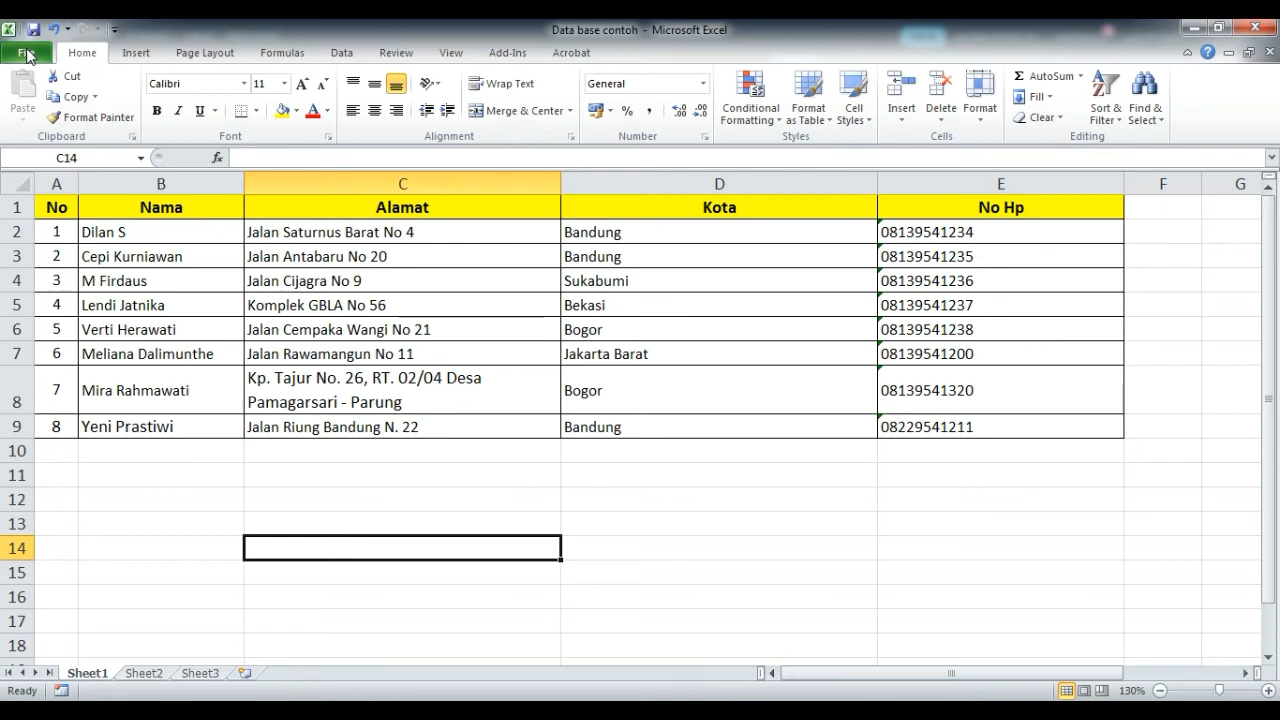 Data base contoh - Microsoft Excel
File Home Insert Page Layout Formulas Data Review View Add-Ins Acrobat
Paste
Cut
Copy
Format Painter
Clipboard
Calibri 11
B I U
Font
Wrap Text
Merge & Center
Alignment
General
%
Number
Conditional Formatting
Format as Table
Cell Styles
Styles
Insert
Delete
Format
Cells
AutoSum
Fill
Clear
Sort & Filter
Find & Select
Editing
C14 fx
A B C D E F G
1 No Nama Alamat Kota No Hp
2 1 Dilan S Jalan Saturnus Barat No 4 Bandung 08139541234
3 2 Cepi Kurniawan Jalan Antabaru No 20 Bandung 08139541235
4 3 M Firdaus Jalan Cijagra No 9 Sukabumi 08139541236
5 4 Lendi Jatnika Komplek GBLA No 56 Bekasi 08139541237
6 5 Verti Herawati Jalan Cempaka Wangi No 21 Bogor 08139541238
7 6 Meliana Dalimunthe Jalan Rawamangun No 11 Jakarta Barat 08139541200
8 7 Mira Rahmawati Kp. Tajur No. 26, RT. 02/04 Desa
Pamagarsari - Parung Bogor 08139541320
9 8 Yeni Prastiwi Jalan Riung Bandung N. 22 Bandung 08229541211
10
11
12
13
14
15
16
17
18
Sheet1 Sheet2 Sheet3
Ready 130%